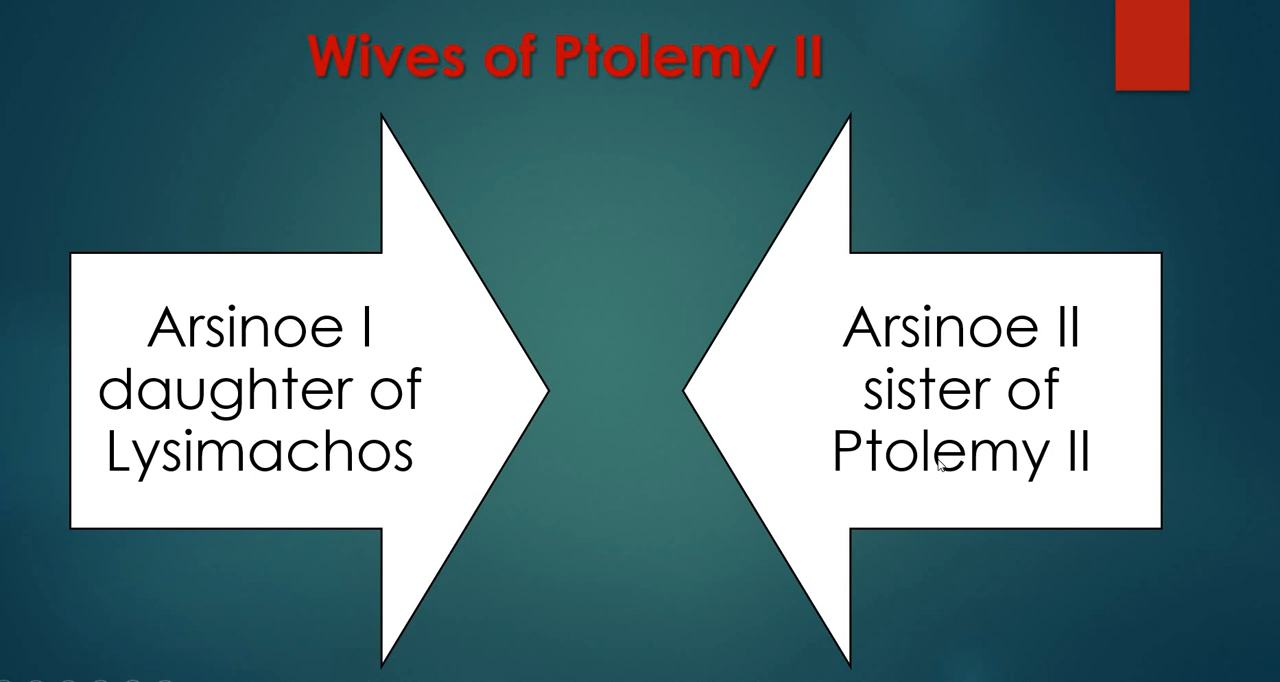 Wives of Ptolemy II
Arsinoe I
daughter of
Lysimachos
Arsinoe II
sister of
Ptolemy II